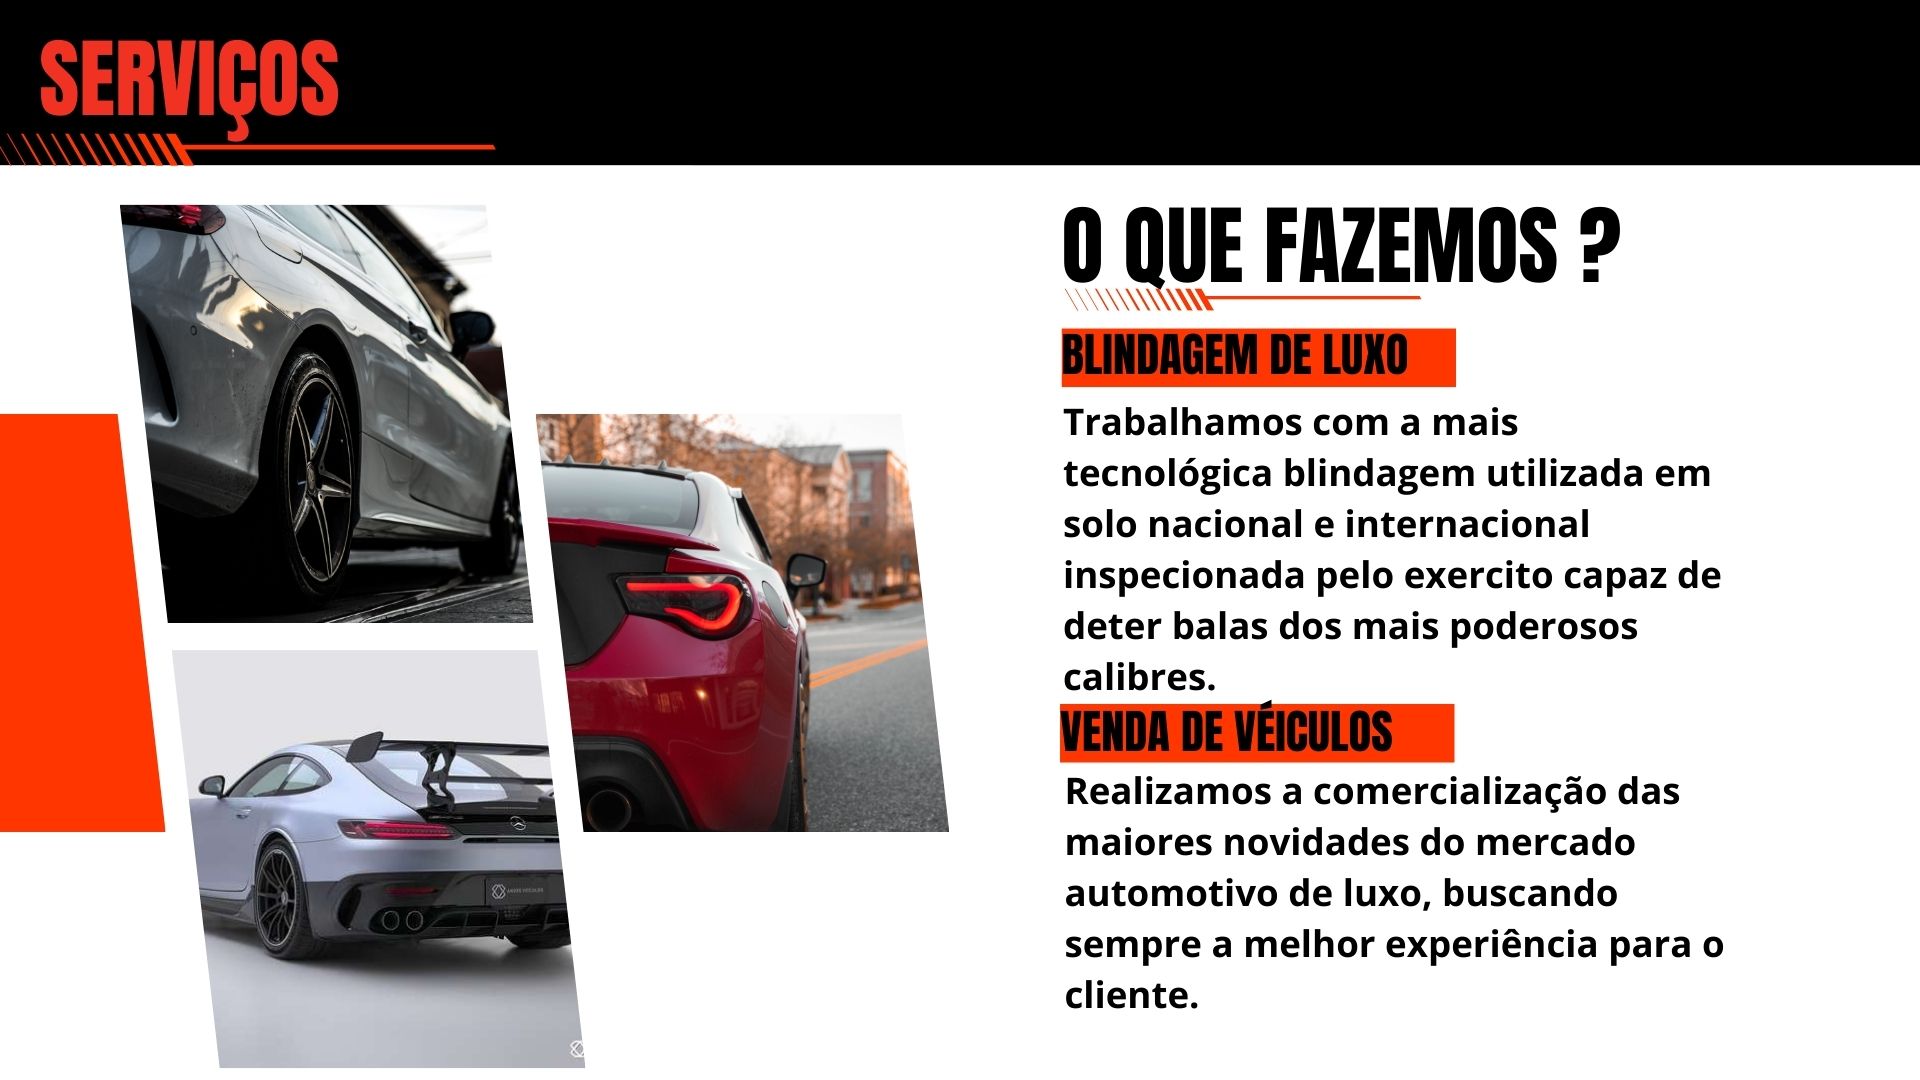 SERVIÇOS
O QUE FAZEMOS ?
BLINDAGEM DE LUXO
Trabalhamos com a mais
tecnológica blindagem utilizada em
solo nacional e internacional
inspecionada pelo exercito capaz de
deter balas dos mais poderosos
calibres.
VENDA DE VÉICULOS
Realizamos a comercialização das
maiores novidades do mercado
automotivo de luxo, buscando
sempre a melhor experiência para o
cliente.